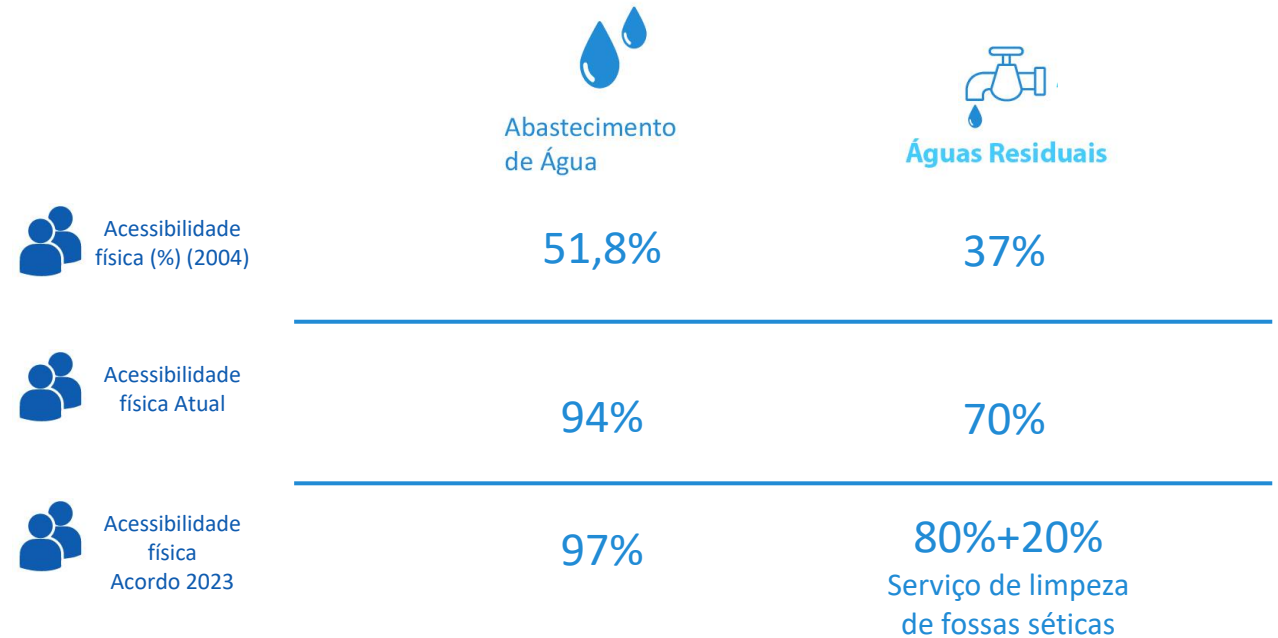 Abastecimento
de Água
Águas Residuais
Acessibilidade
física (%) (2004)
51,8%
37%
Acessibilidade
física Atual
94%
70%
Acessibilidade
física
Acordo 2023
97%
80%+20%
Serviço de limpeza
de fossas séticas